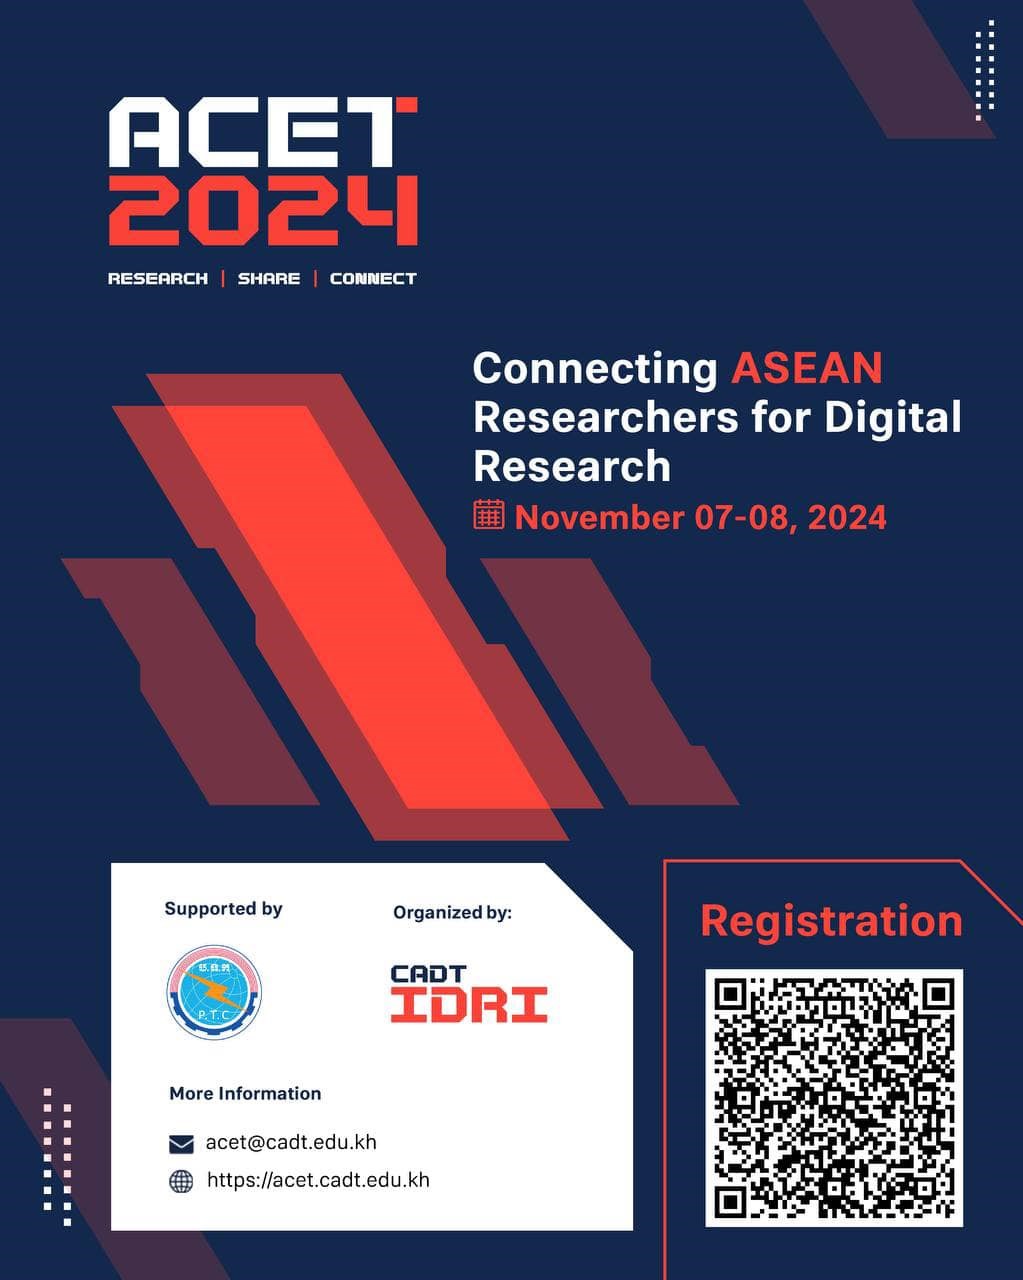 ACET
2024
RESEARCH | SHARE | CONNECT
Connecting ASEAN
Researchers for Digital
Research
November 07-08, 2024
Supported by
Organized by:
P.T.C
CADT
IDRI
More Information
acet@cadt.edu.kh
https://acet.cadt.edu.kh
Registration